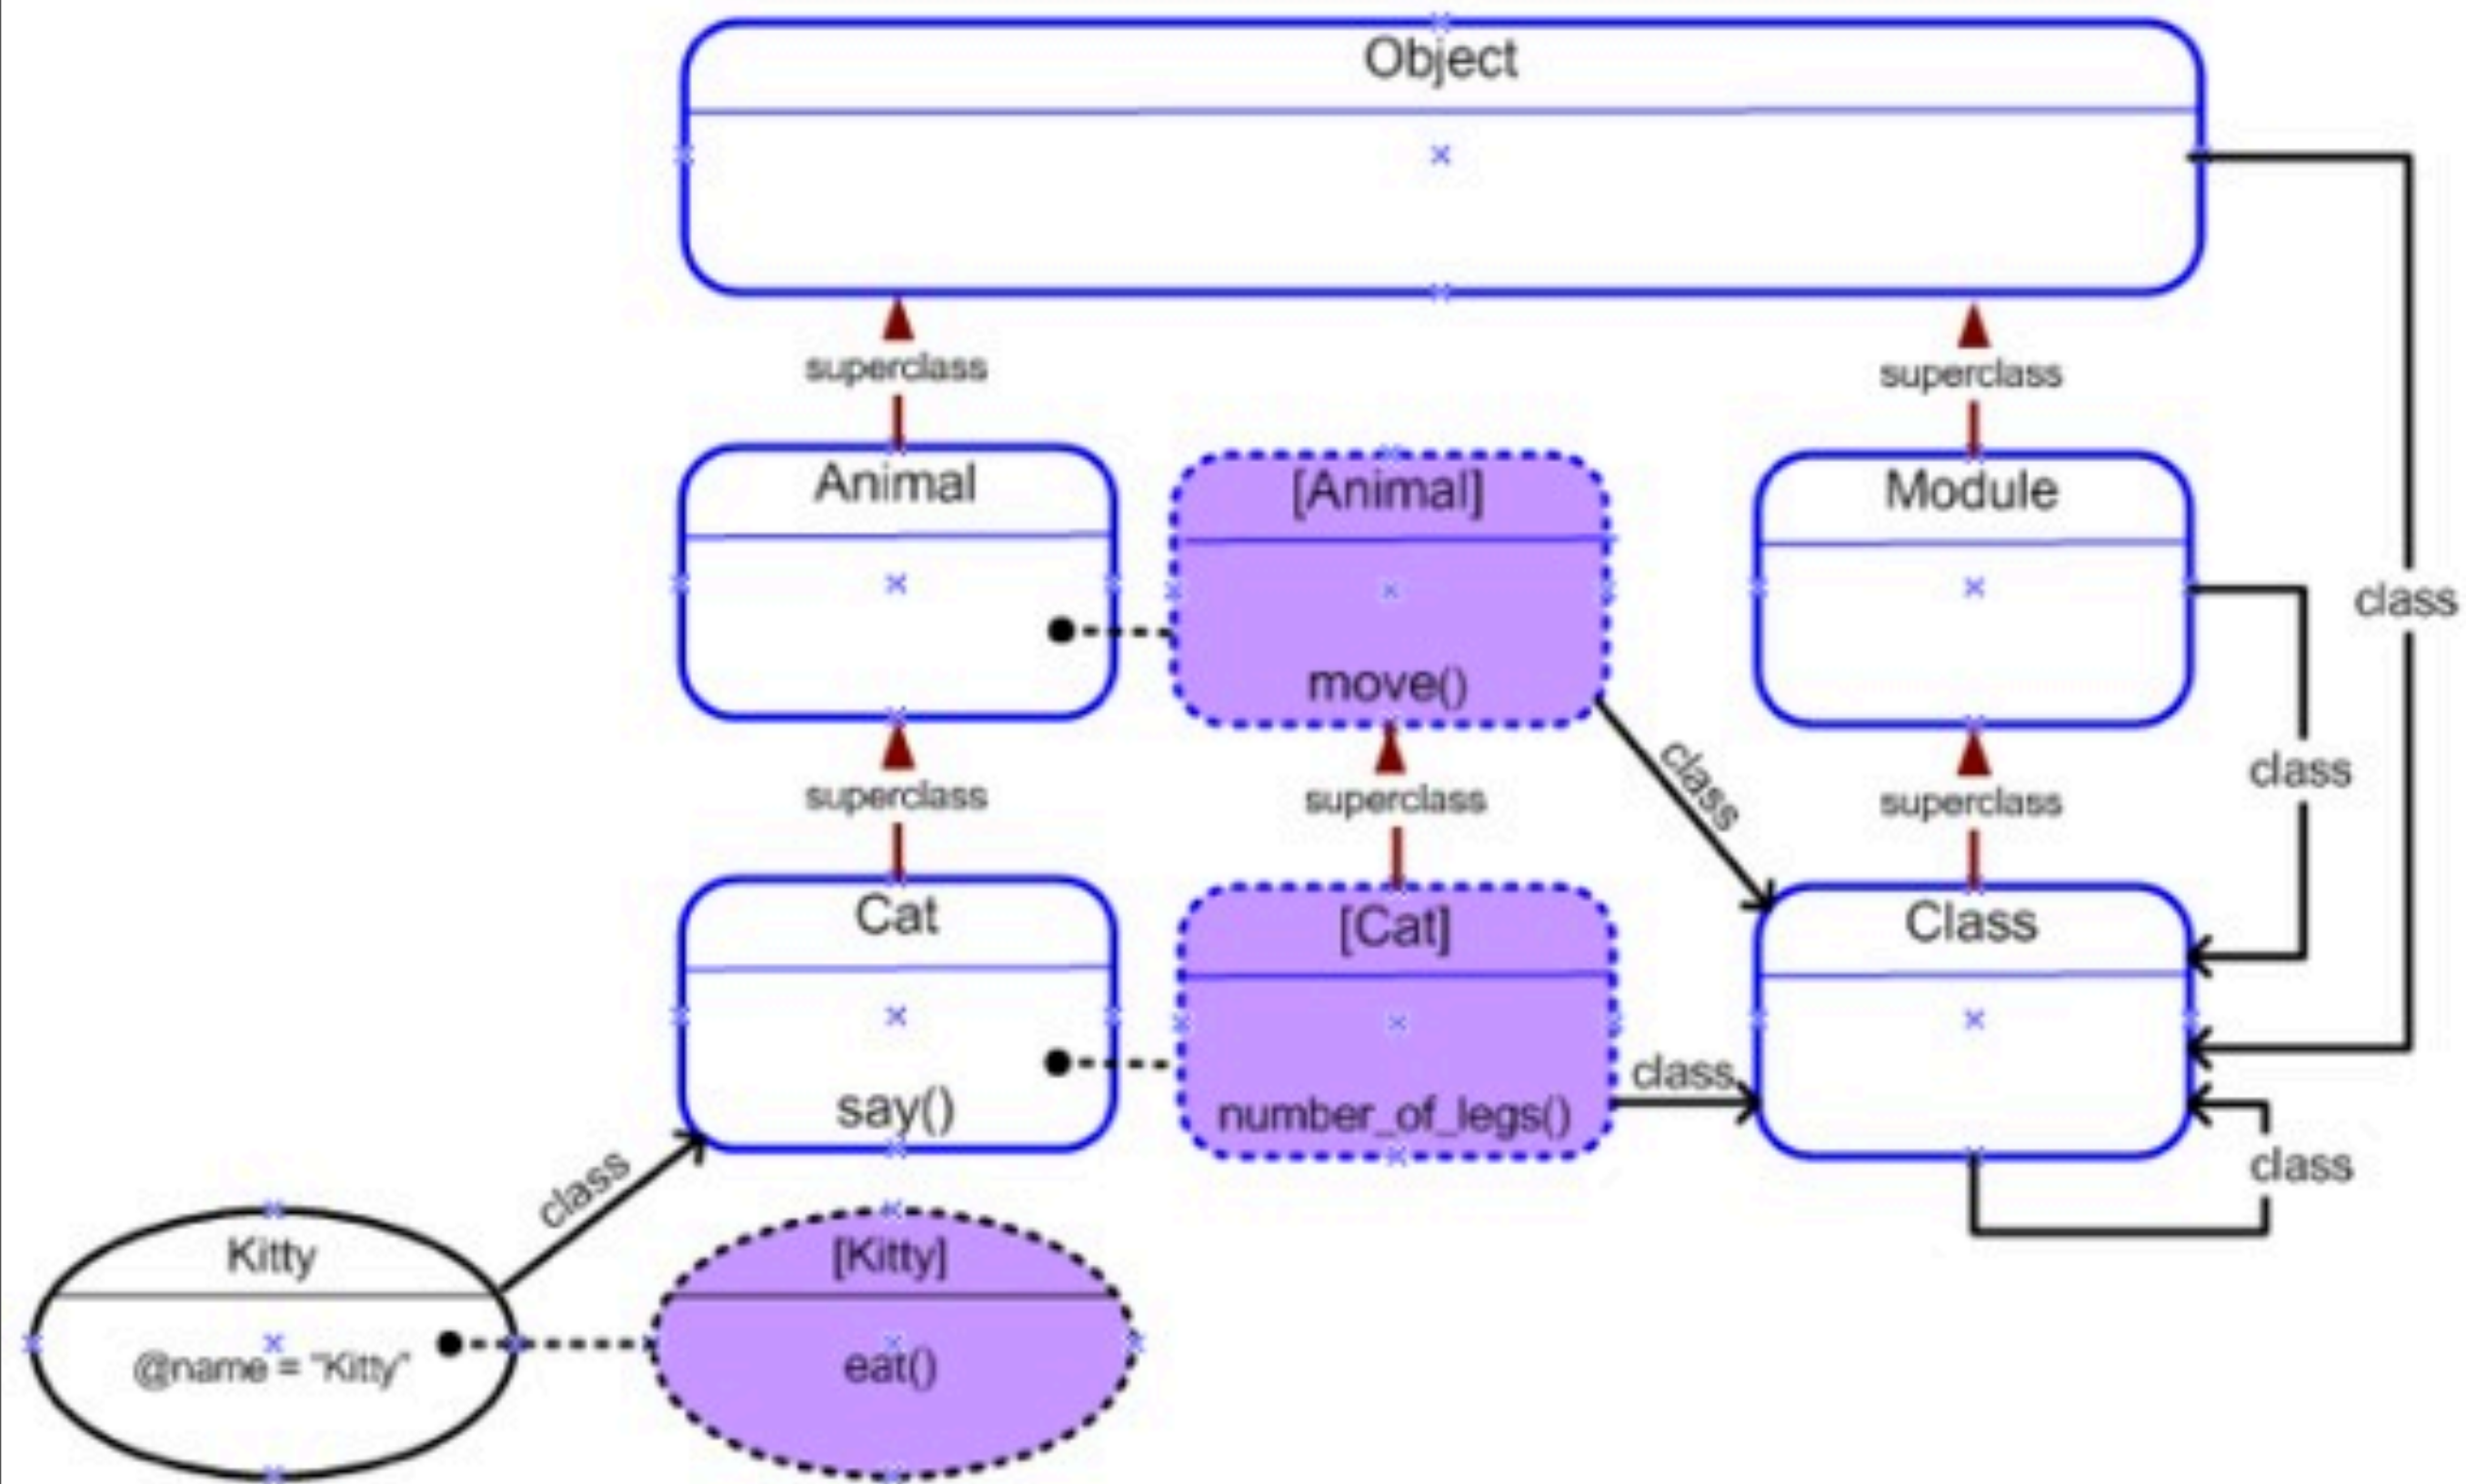 Object
superclass
superclass
Animal
[Animal]
Module
class
move()
class
class
superclass
superclass
superclass
Cat
[Cat]
Class
say()
number_of_legs()
class
class
class
Kitty
[Kitty]
@name = "Kitty"
eat()